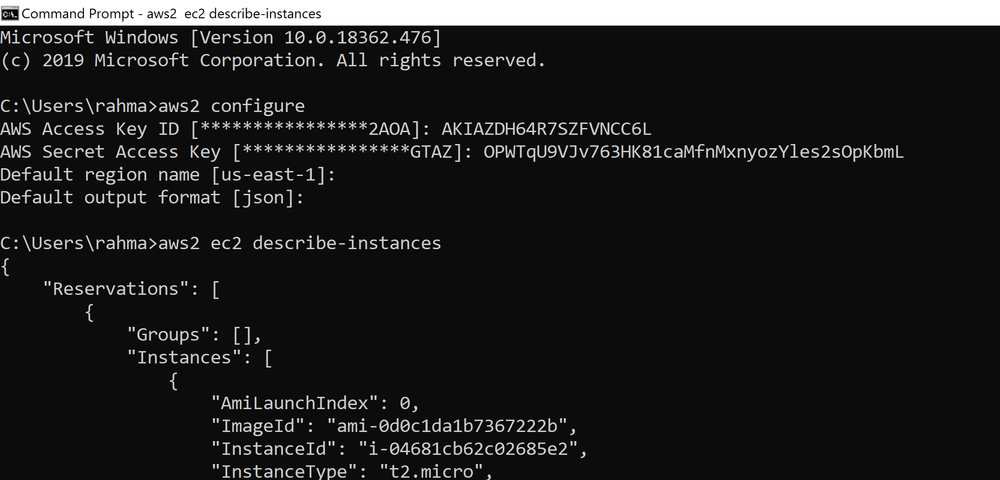 Command Prompt - aws2  ec2 describe-instances
Microsoft Windows [Version 10.0.18362.476]
(c) 2019 Microsoft Corporation. All rights reserved.
C:\Users\rahma>aws2 configure
AWS Access Key ID [****************2AOA]: AKIAZDH64R7SZFVNCC6L
AWS Secret Access Key [****************GTAZ]: 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
Default region name [us-east-1]:
Default output format [json]:
C:\Users\rahma>aws2 ec2 describe-instances
{
    "Reservations": [
        {
            "Groups": [],
            "Instances": [
                {
                    "AmiLaunchIndex": 0,
                    "ImageId": "ami-0d0c1da1b7367222b",
                    "InstanceId": "i-04681cb62c02685e2",
                    "InstanceType": "t2.micro",